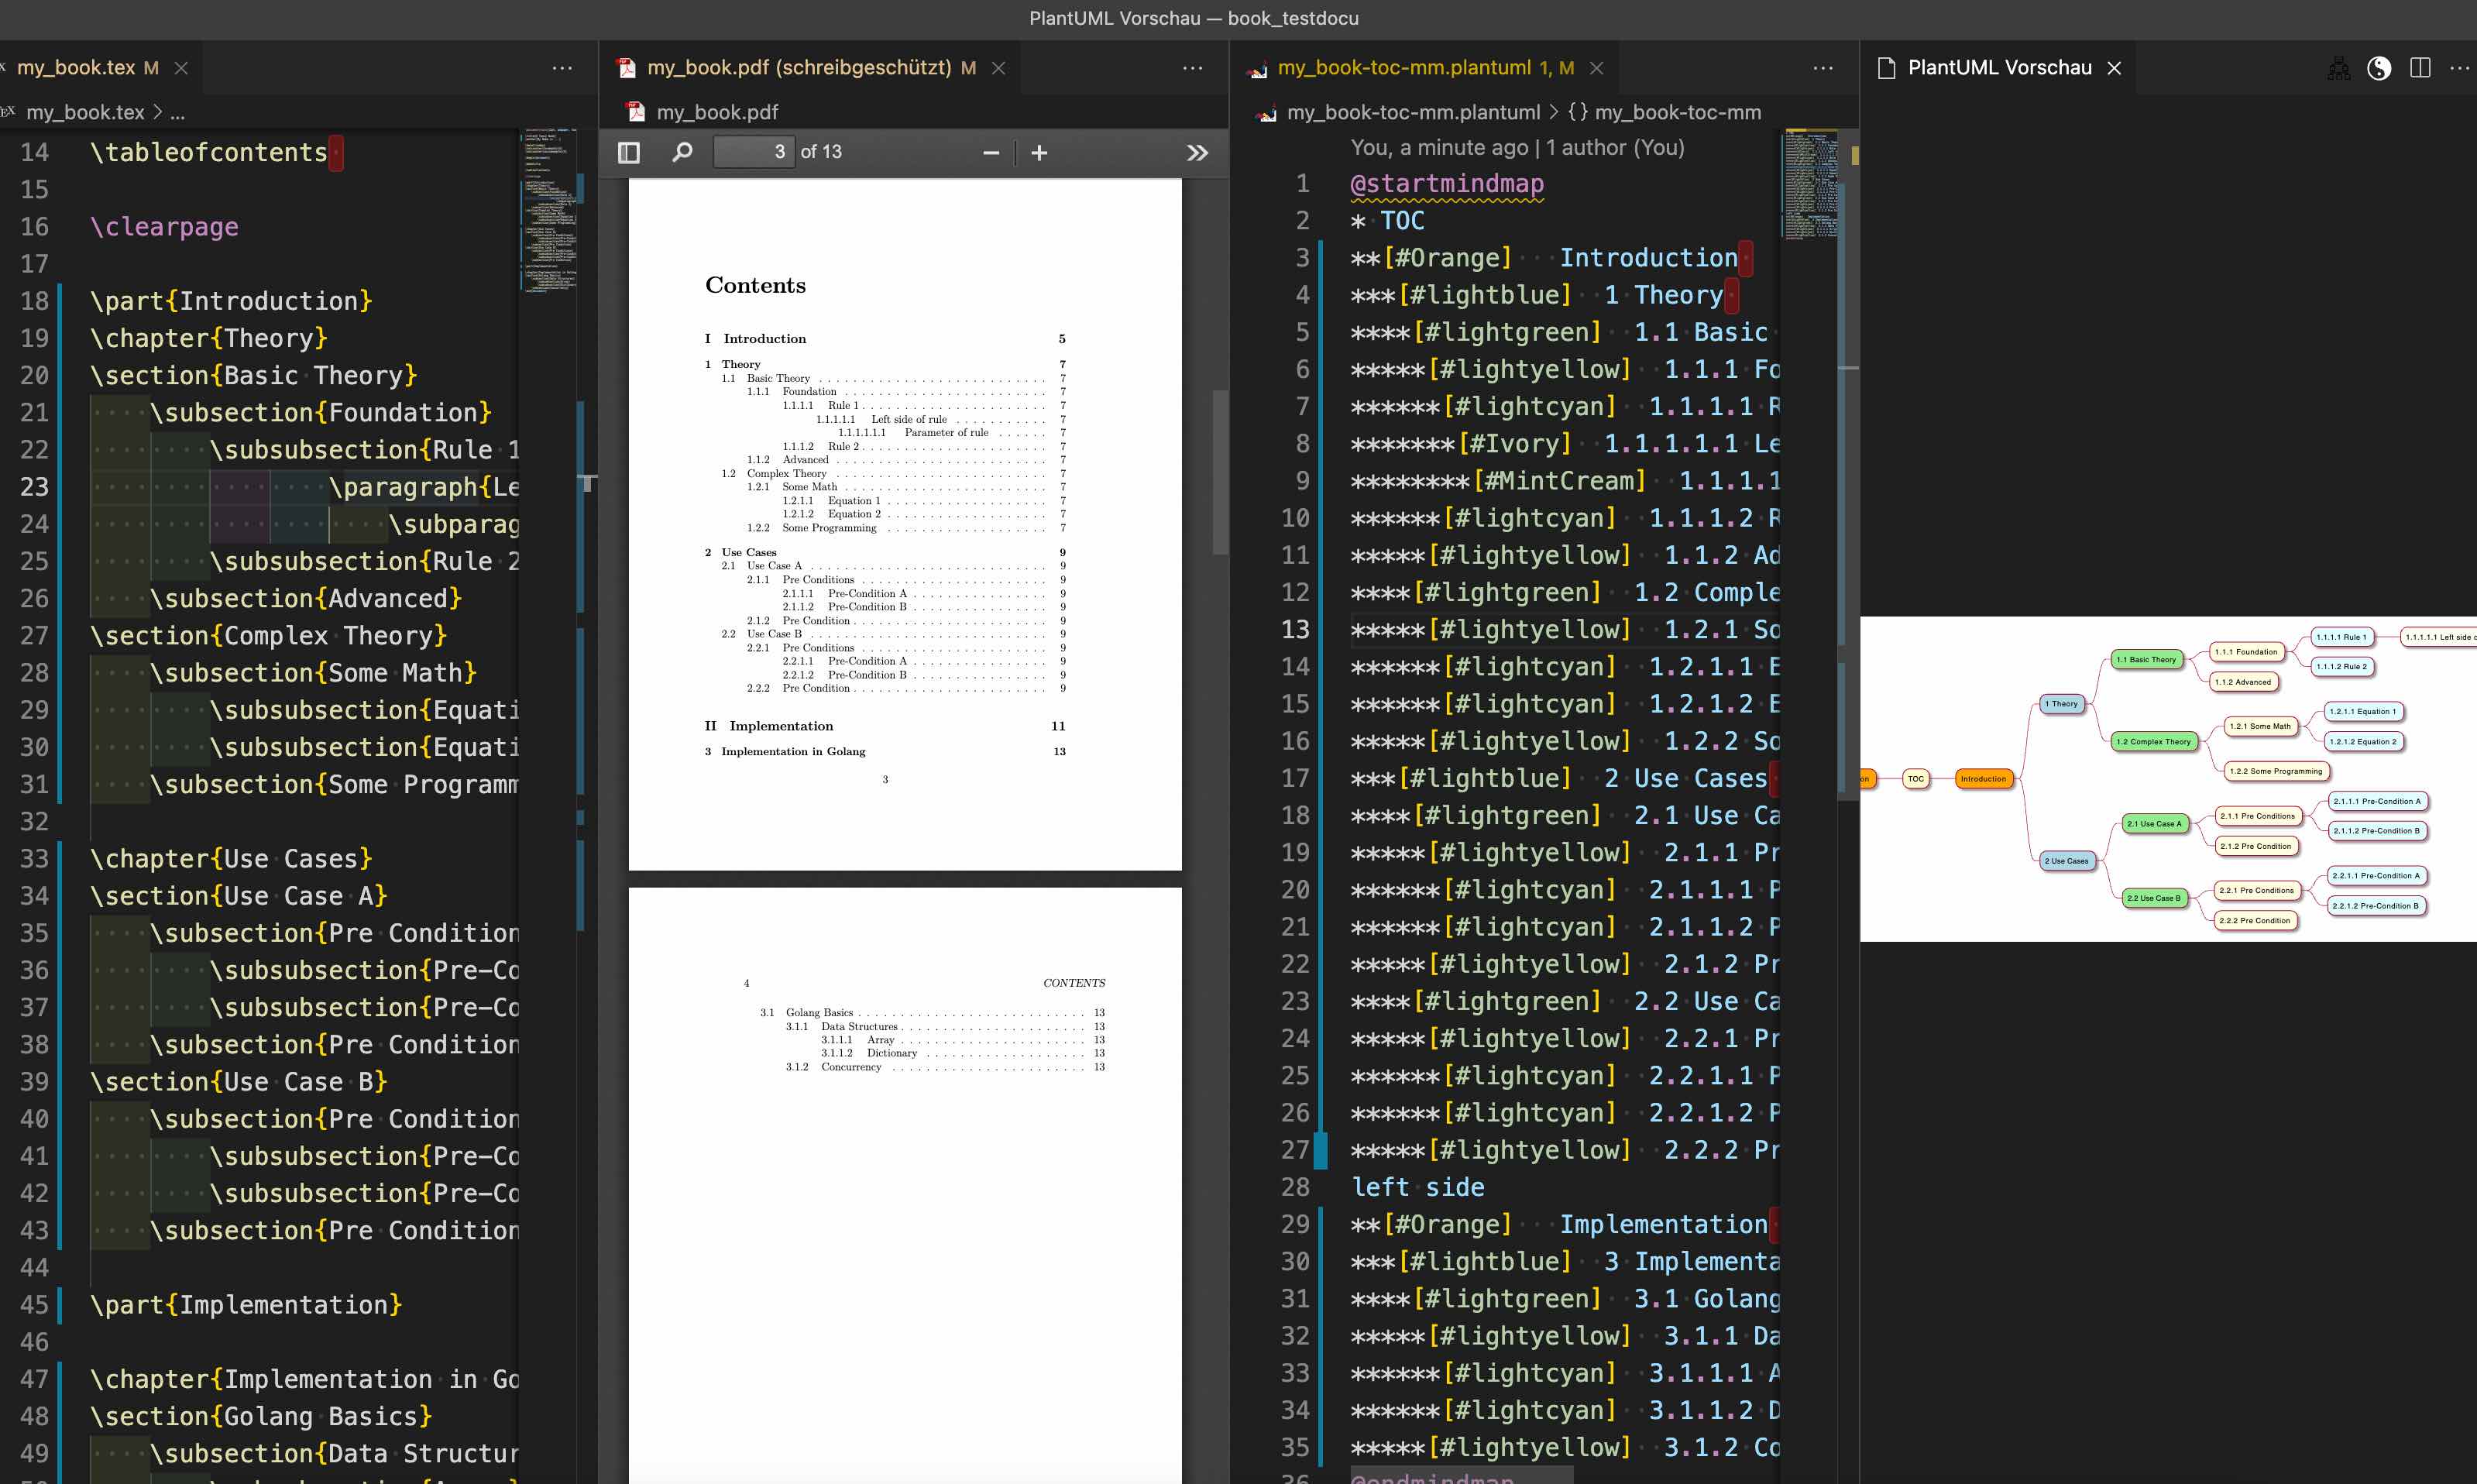 PlantUML Vorschau — book_testdocu
my_book.tex M
my_book.tex > ...
14 \tableofcontents
15
16 \clearpage
17
18 \part{Introduction}
19 \chapter{Theory}
20 \section{Basic Theory}
21 \subsection{Foundation}
22 \subsubsection{Rule 1
23 \paragraph{Le
24 \subparag
25 \subsubsection{Rule 2
26 \subsection{Advanced}
27 \section{Complex Theory}
28 \subsection{Some Math}
29 \subsubsection{Equati
30 \subsubsection{Equati
31 \subsection{Some Programm
32
33 \chapter{Use Cases}
34 \section{Use Case A}
35 \subsection{Pre Condition
36 \subsubsection{Pre-Co
37 \subsubsection{Pre-Co
38 \subsection{Pre Condition
39 \section{Use Case B}
40 \subsection{Pre Condition
41 \subsubsection{Pre-Co
42 \subsubsection{Pre-Co
43 \subsection{Pre Condition
44
45 \part{Implementation}
46
47 \chapter{Implementation in Go
48 \section{Golang Basics}
49 \subsection{Data Structur
my_book.pdf (schreibgeschützt) M
my_book.pdf
3 of 13
Contents
I Introduction 5
1 Theory 7
1.1 Basic Theory 7
1.1.1 Foundation 7
1.1.1.1 Rule 1 7
1.1.1.1.1 Left side of rule 7
1.1.1.1.1.1 Parameter of rule 7
1.1.1.2 Rule 2 7
1.1.2 Advanced 7
1.2 Complex Theory 7
1.2.1 Some Math 7
1.2.1.1 Equation 1 7
1.2.1.2 Equation 2 7
1.2.2 Some Programming 7
2 Use Cases 9
2.1 Use Case A 9
2.1.1 Pre Conditions 9
2.1.1.1 Pre-Condition A 9
2.1.1.2 Pre-Condition B 9
2.1.2 Pre Condition 9
2.2 Use Case B 9
2.2.1 Pre Conditions 9
2.2.1.1 Pre-Condition A 9
2.2.1.2 Pre-Condition B 9
2.2.2 Pre Condition 9
II Implementation 11
3 Implementation in Golang 13
3
4 CONTENTS
3.1 Golang Basics 13
3.1.1 Data Structures 13
3.1.1.1 Array 13
3.1.1.2 Dictionary 13
3.1.2 Concurrency 13
my_book-toc-mm.plantuml 1, M
my_book-toc-mm.plantuml > {} my_book-toc-mm
You, a minute ago | 1 author (You)
1 @startmindmap
2 * TOC
3 **[#Orange] Introduction
4 ***[#lightblue] 1 Theory
5 ****[#lightgreen] 1.1 Basic
6 *****[#lightyellow] 1.1.1 Fo
7 ******[#lightcyan] 1.1.1.1 R
8 *******[#Ivory] 1.1.1.1.1 Le
9 ********[#MintCream] 1.1.1.1
10 ******[#lightcyan] 1.1.1.2 R
11 *****[#lightyellow] 1.1.2 Ad
12 ****[#lightgreen] 1.2 Comple
13 *****[#lightyellow] 1.2.1 So
14 ******[#lightcyan] 1.2.1.1 E
15 ******[#lightcyan] 1.2.1.2 E
16 *****[#lightyellow] 1.2.2 So
17 ***[#lightblue] 2 Use Cases
18 ****[#lightgreen] 2.1 Use Ca
19 *****[#lightyellow] 2.1.1 Pr
20 ******[#lightcyan] 2.1.1.1 P
21 ******[#lightcyan] 2.1.1.2 P
22 *****[#lightyellow] 2.1.2 Pr
23 ****[#lightgreen] 2.2 Use Ca
24 *****[#lightyellow] 2.2.1 Pr
25 ******[#lightcyan] 2.2.1.1 P
26 ******[#lightcyan] 2.2.1.2 P
27 *****[#lightyellow] 2.2.2 Pr
28 left side
29 **[#Orange] Implementation
30 ***[#lightblue] 3 Implementa
31 ****[#lightgreen] 3.1 Golang
32 *****[#lightyellow] 3.1.1 Da
33 ******[#lightcyan] 3.1.1.1 A
34 ******[#lightcyan] 3.1.1.2 D
35 *****[#lightyellow] 3.1.2 Co
36 @endmindmap
PlantUML Vorschau
on
TOC
Introduction
1 Theory
1.1 Basic Theory
1.1.1 Foundation
1.1.1.1 Rule 1
1.1.1.1.1 Left side o
1.1.1.2 Rule 2
1.1.2 Advanced
1.2 Complex Theory
1.2.1 Some Math
1.2.1.1 Equation 1
1.2.1.2 Equation 2
1.2.2 Some Programming
2 Use Cases
2.1 Use Case A
2.1.1 Pre Conditions
2.1.1.1 Pre-Condition A
2.1.1.2 Pre-Condition B
2.1.2 Pre Condition
2.2 Use Case B
2.2.1 Pre Conditions
2.2.1.1 Pre-Condition A
2.2.1.2 Pre-Condition B
2.2.2 Pre Condition